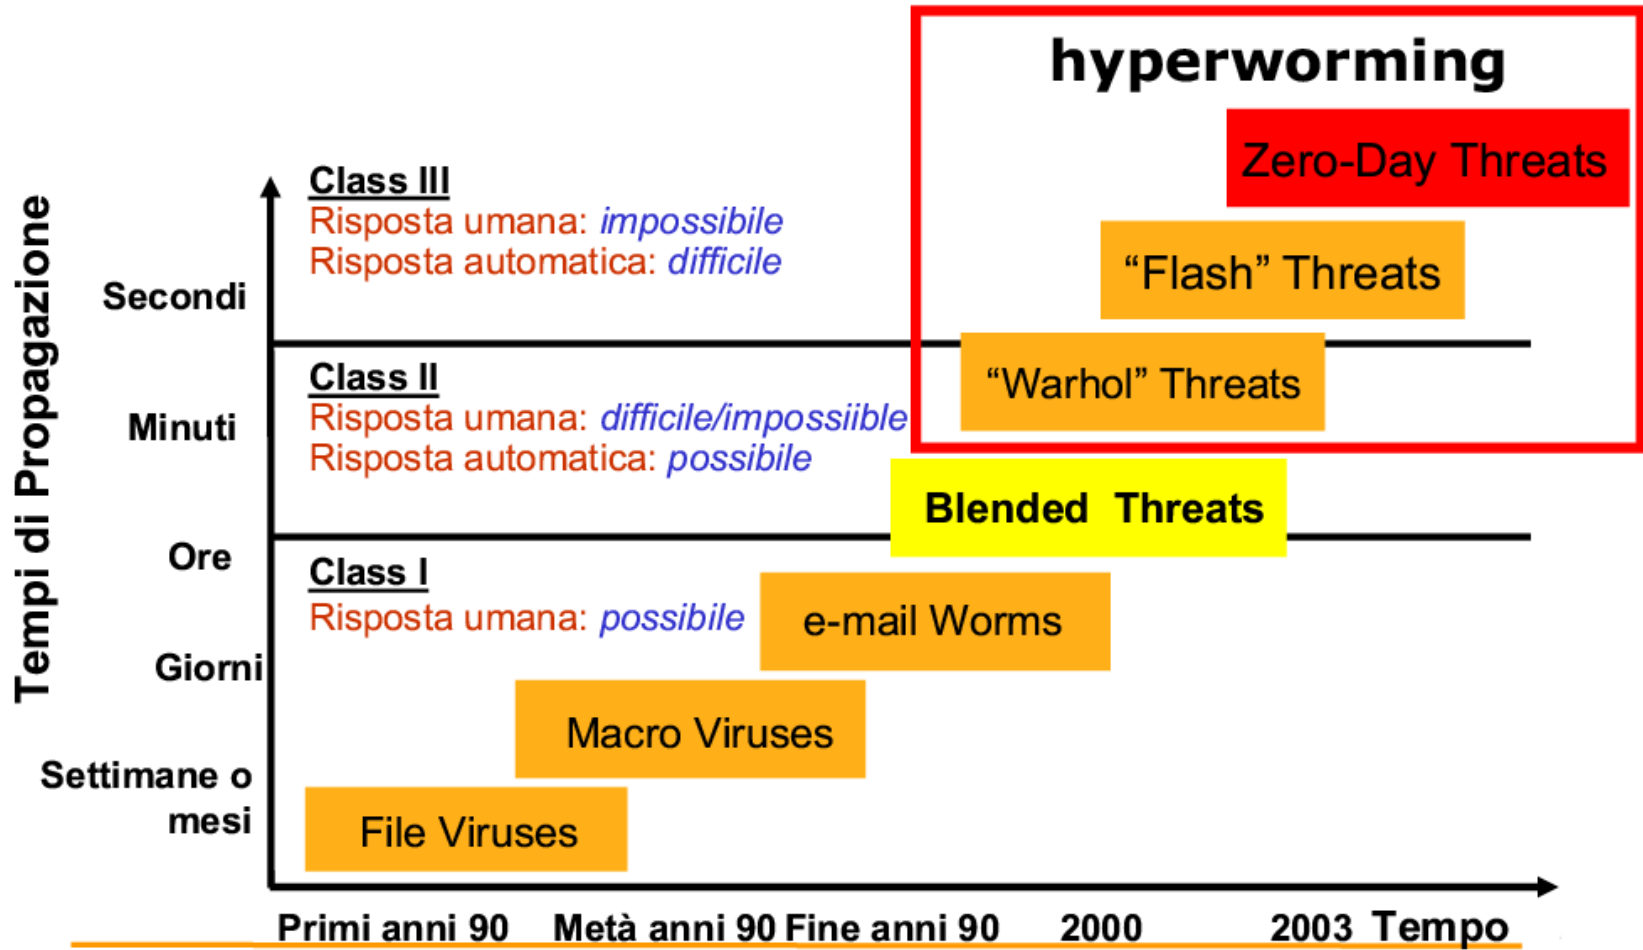 hyperworming
Zero-Day Threats
Class III
Risposta umana: impossibile
Risposta automatica: difficile
“Flash” Threats
Secondi
“Warhol” Threats
Class II
Risposta umana: difficile/impossiible
Risposta automatica: possibile
Minuti
Blended Threats
Ore
Class I
Risposta umana: possibile
e-mail Worms
Giorni
Macro Viruses
Settimane o
mesi
File Viruses
Tempi di Propagazione
Primi anni 90 Metà anni 90 Fine anni 90 2000 2003 Tempo